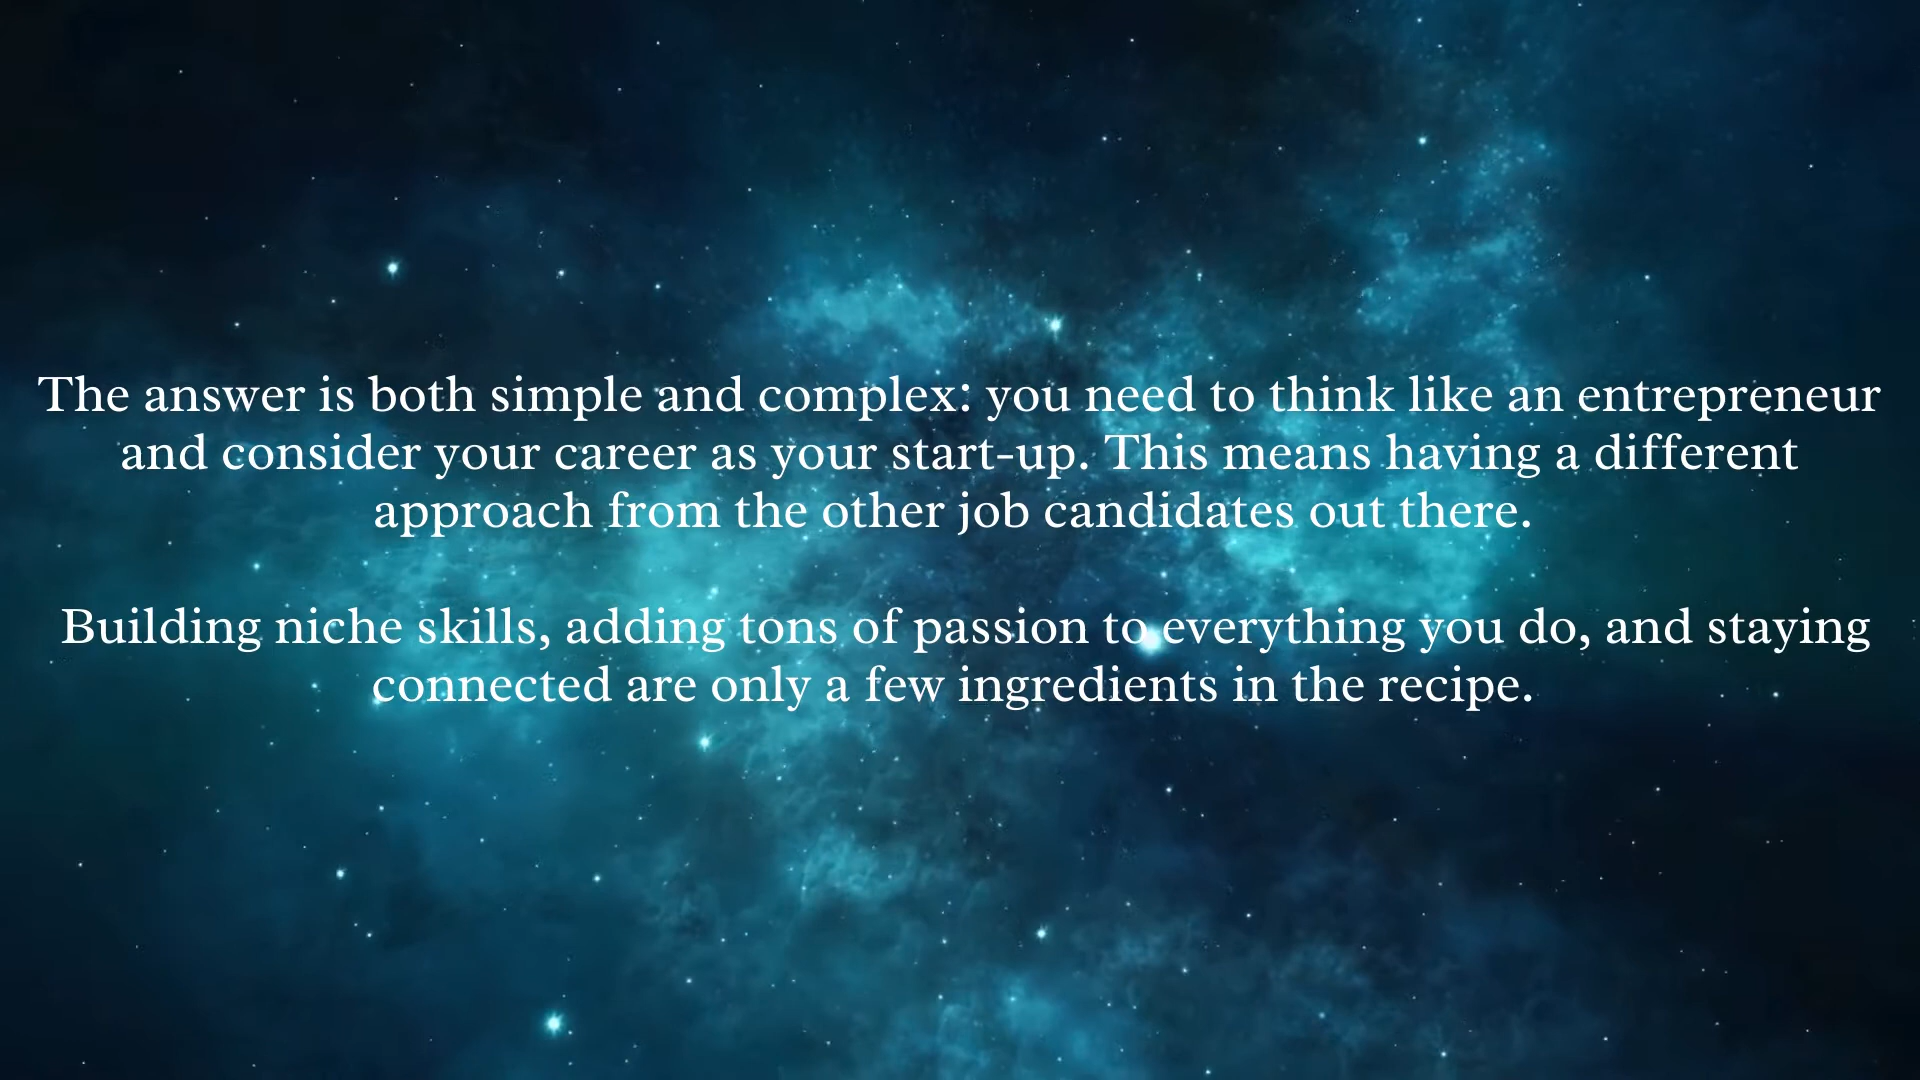 The answer is both simple and complex: you need to think like an entrepreneur
and consider your career as your start-up. This means having a different
approach from the other job candidates out there.
Building niche skills, adding tons of passion to everything you do, and staying
connected are only a few ingredients in the recipe.